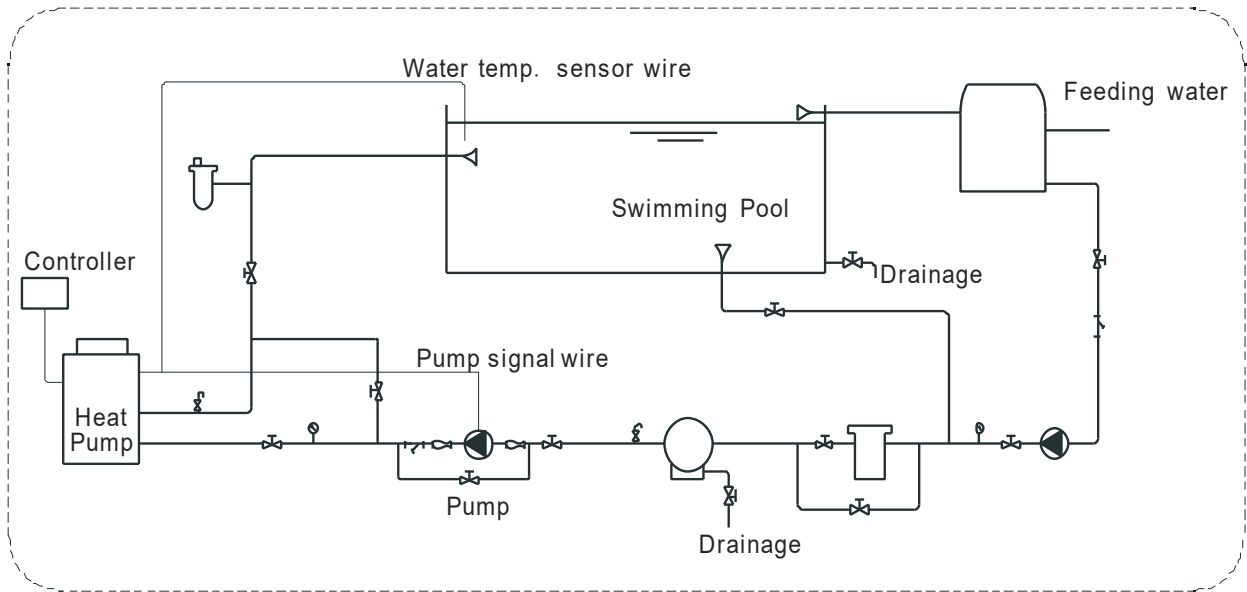 Water temp. sensor wire
Feeding water
Swimming Pool
Controller
Drainage
Pump signal wire
Heat
Pump
Pump
Drainage